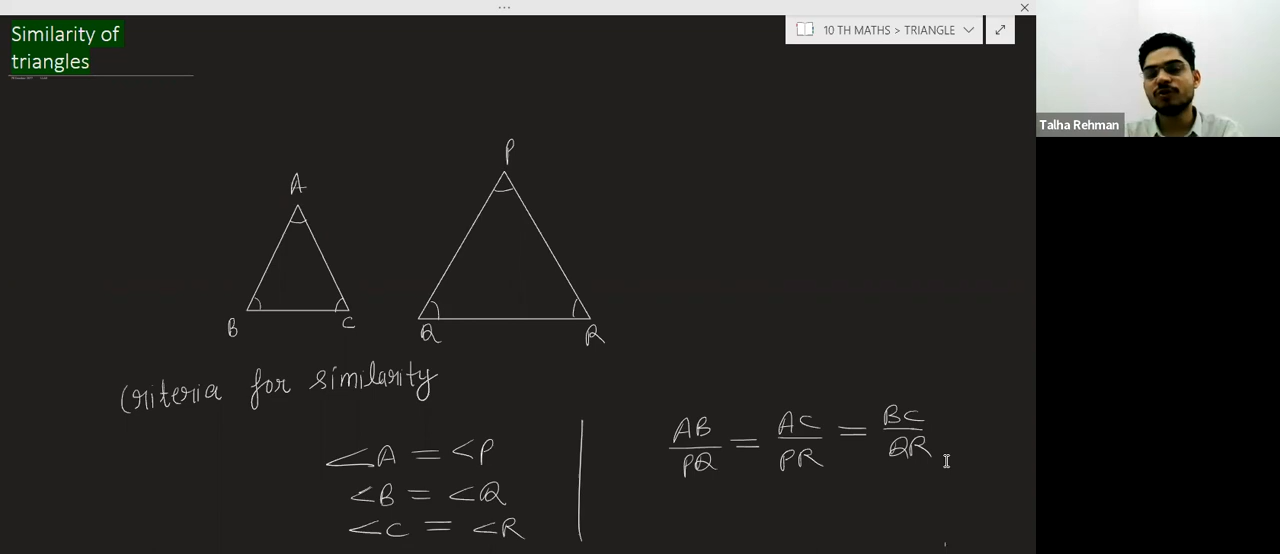 Similarity of
triangles
10 TH MATHS > TRIANGLE
Talha Rehman
P
A
B
C
Q
R
Criteria for similarity
AB/PQ = AC/PR = BC/QR
<A = <P
<B = <Q
<C = <R